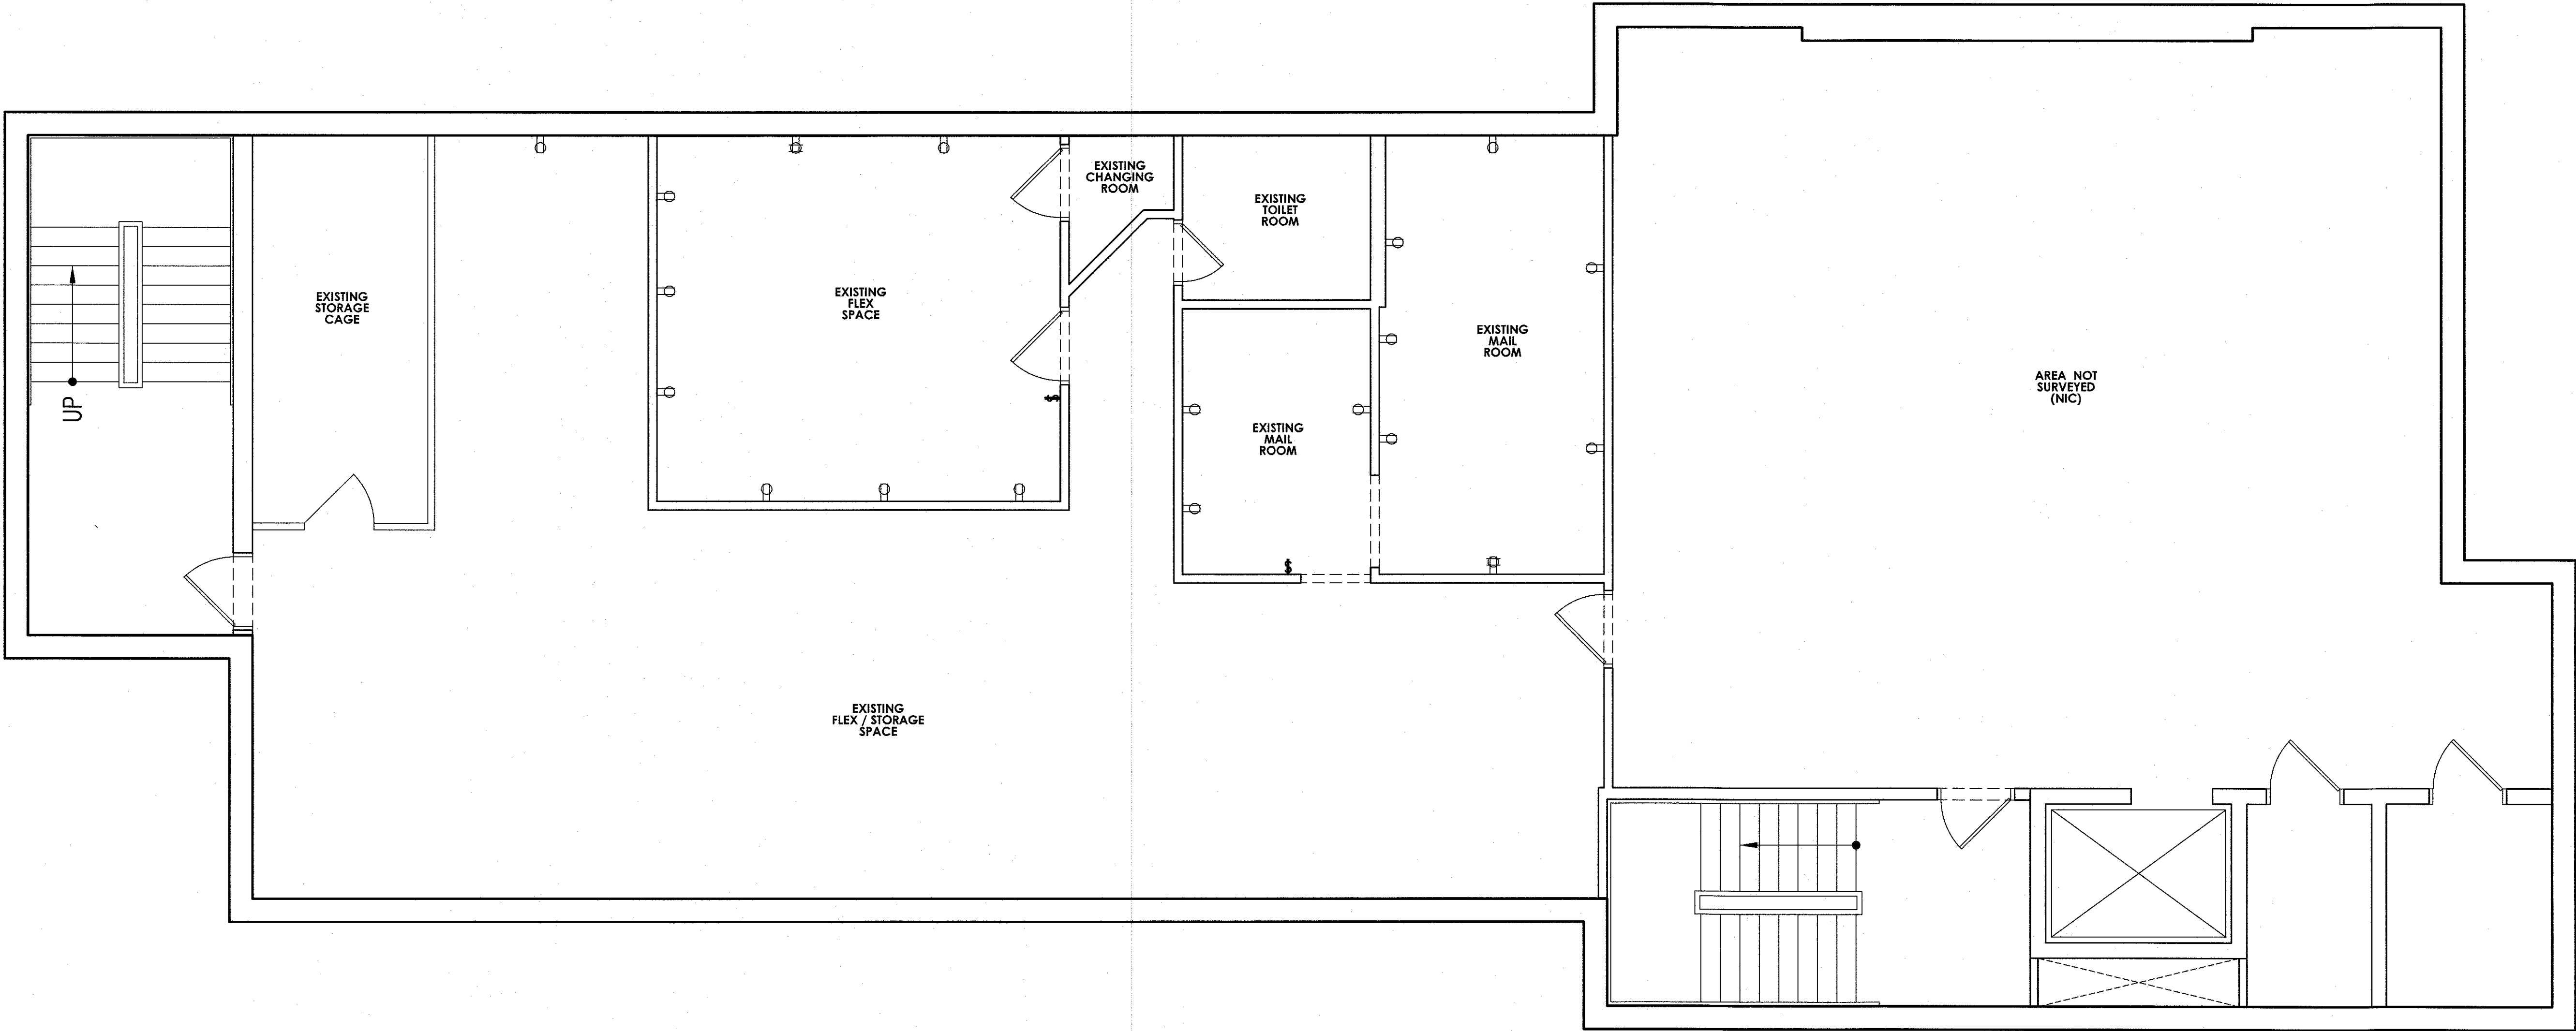 EXISTING
CHANGING
ROOM
EXISTING
TOILET
ROOM
EXISTING
STORAGE
CAGE
EXISTING
FLEX
SPACE
EXISTING
MAIL
ROOM
AREA NOT
SURVEYED
(NIC)
UP
$
EXISTING
MAIL
ROOM
$
EXISTING
FLEX / STORAGE
SPACE